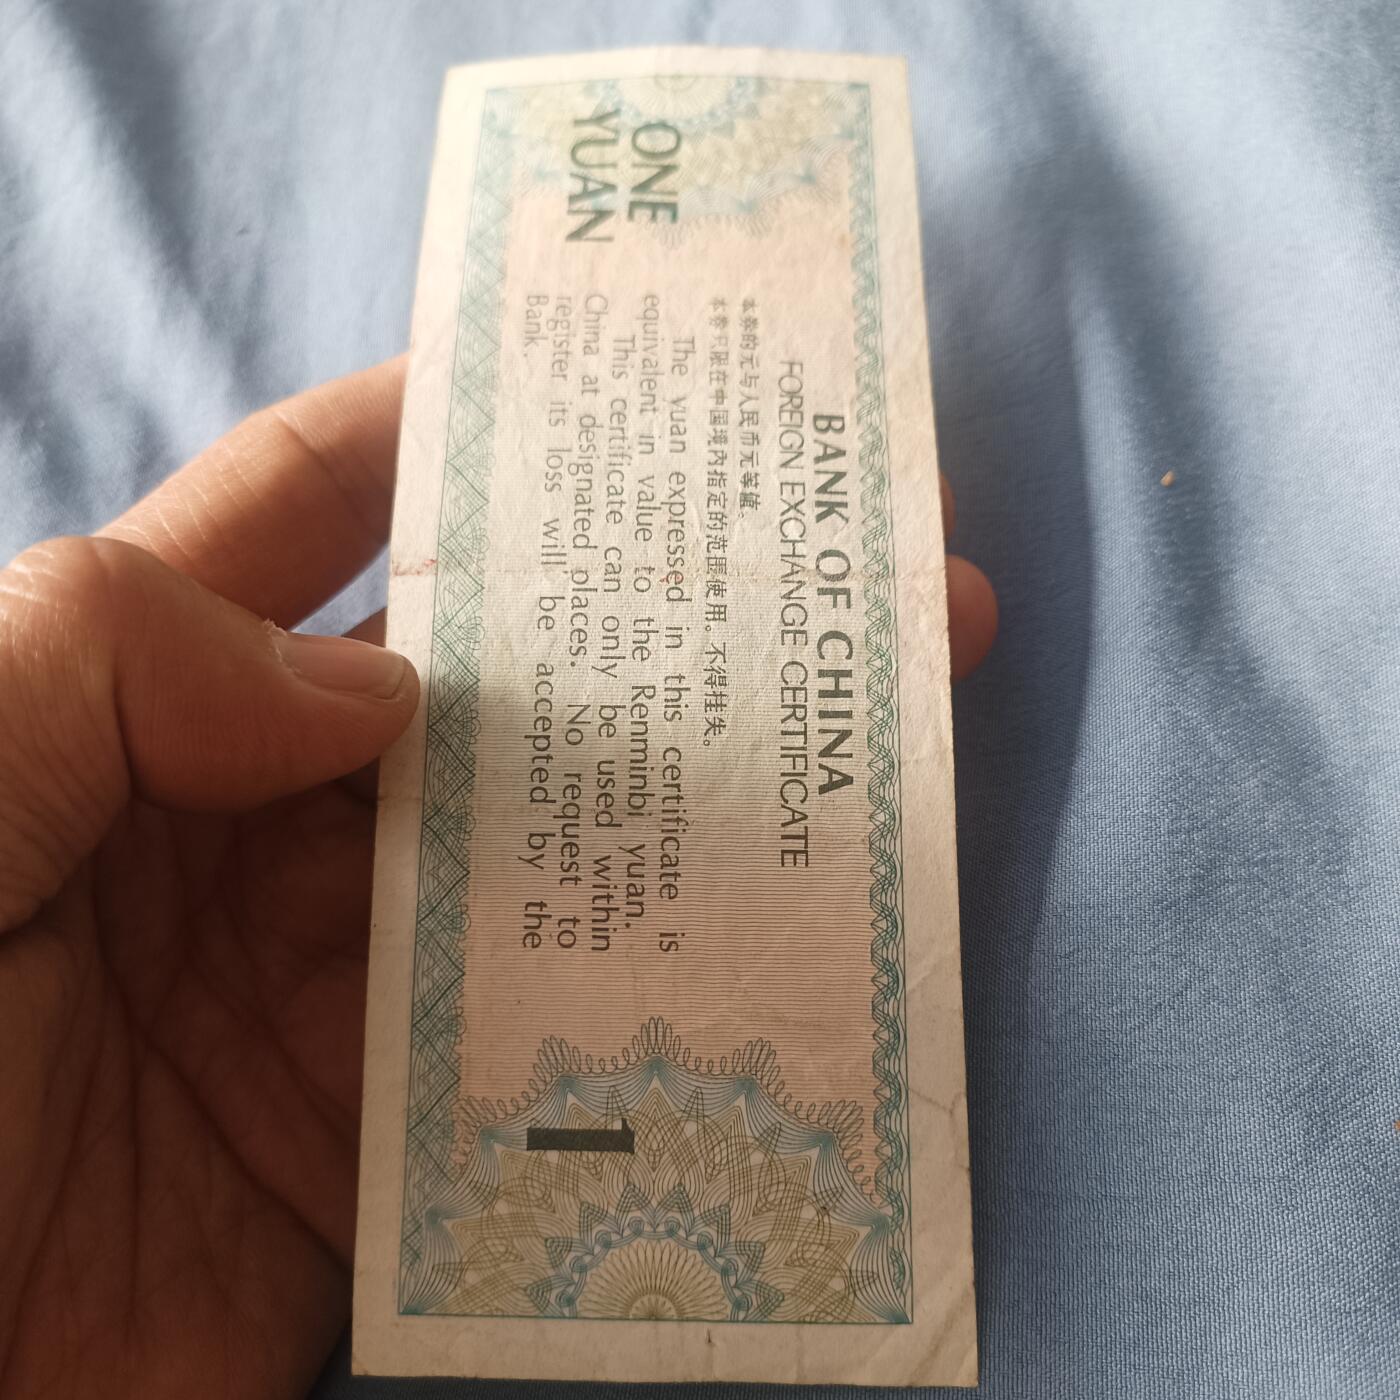 BANK OF CHINA
FOREIGN EXCHANGE CERTIFICATE
本券的元与人民币元等值。
本券只限在中国境内指定的范围使用。不得挂失。
The yuan expressed in this certificate is
equivalent in value to the Renminbi yuan.
This certificate can only be used within
China at designated places. No request to
register its loss will be accepted by the
Bank.
ONE
YUAN
1